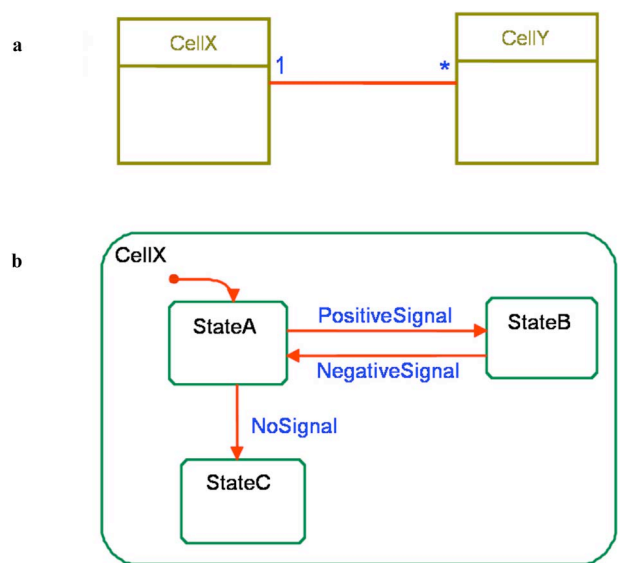 a
CellX
CellY
1
*
b
CellX
StateA
PositiveSignal
StateB
NegativeSignal
NoSignal
StateC